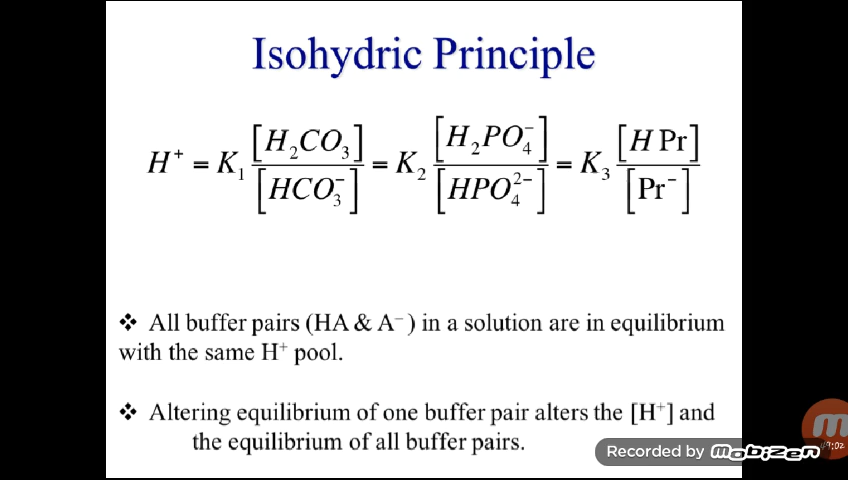 Isohydric Principle
H⁺ = K₁ [H₂CO₃] / [HCO₃⁻] = K₂ [H₂PO₄⁻] / [HPO₄²⁻] = K₃ [H Pr] / [Pr⁻]
❖ All buffer pairs (HA & A⁻ ) in a solution are in equilibrium
with the same H⁺ pool.
❖ Altering equilibrium of one buffer pair alters the [H⁺] and
the equilibrium of all buffer pairs.
Recorded by mobizen